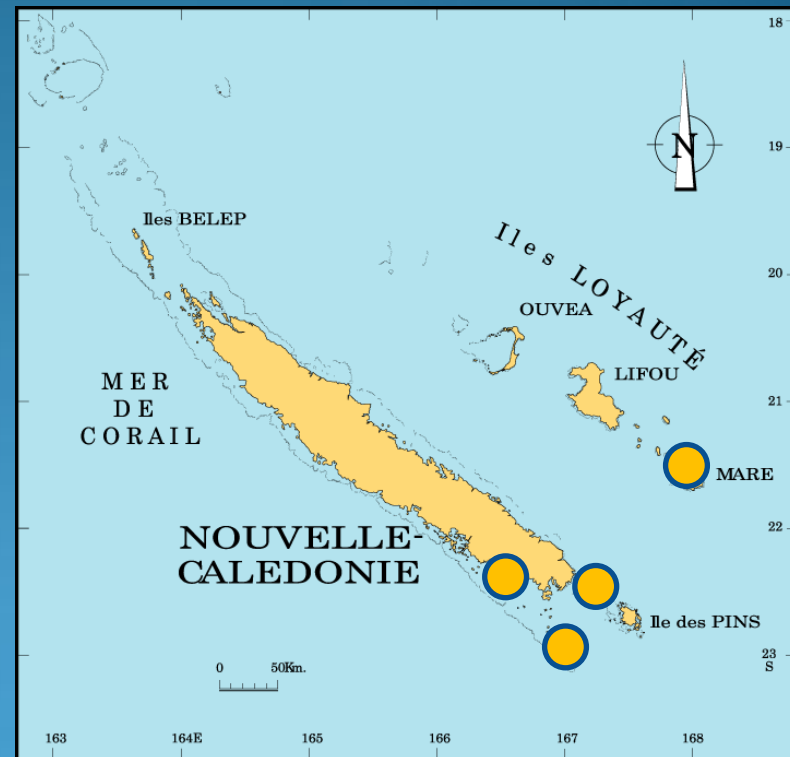 18
N
19
Iles BELEP
Iles LOYAUTÉ
20
OUVEA
LIFOU
MER
DE
CORAIL
21
MARE
22
NOUVELLE-
CALEDONIE
Ile des PINS
23
S
0 50Km.
163 164E 165 166 167 168